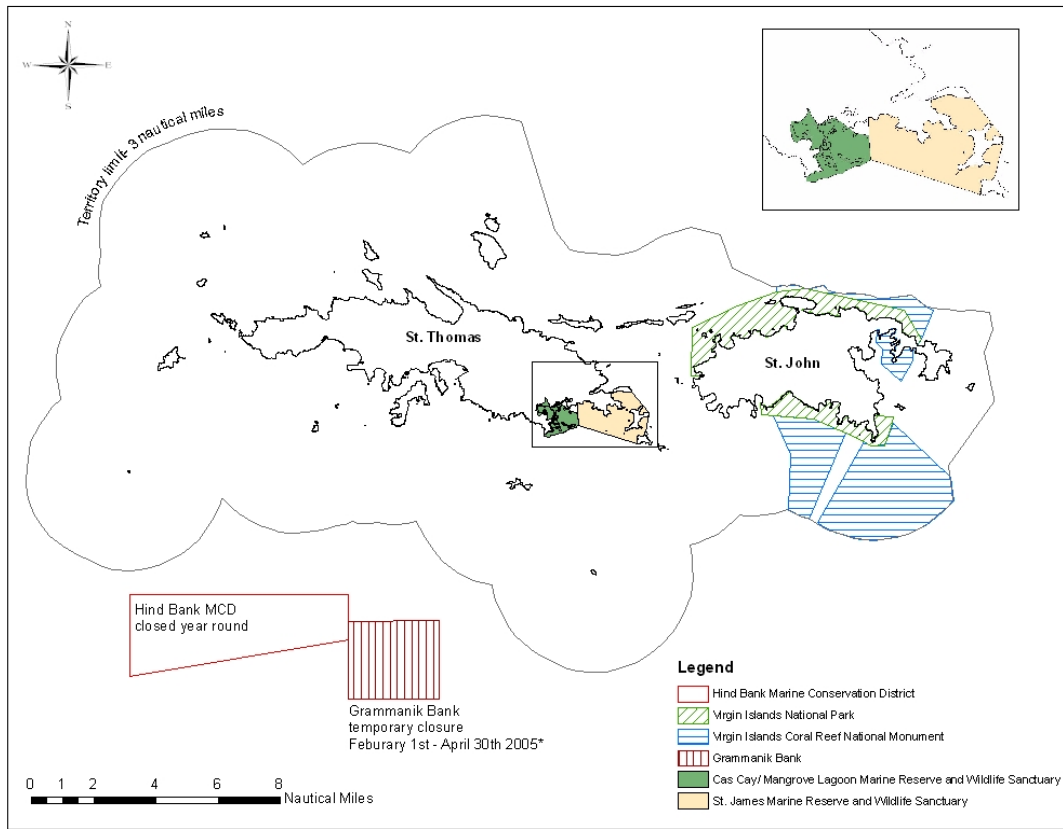 N
W E
S
Territory limit- 3 nautical miles
St. Thomas
St. John
Hind Bank MCD
closed year round
Grammanik Bank
temporary closure
Feburary 1st - April 30th 2005*
Legend
Hind Bank Marine Conservation District
Virgin Islands National Park
Virgin Islands Coral Reef National Monument
Grammanik Bank
Cas Cay/ Mangrove Lagoon Marine Reserve and Wildlife Sanctuary
St. James Marine Reserve and Wildlife Sanctuary
0 1 2 4 6 8
Nautical Miles